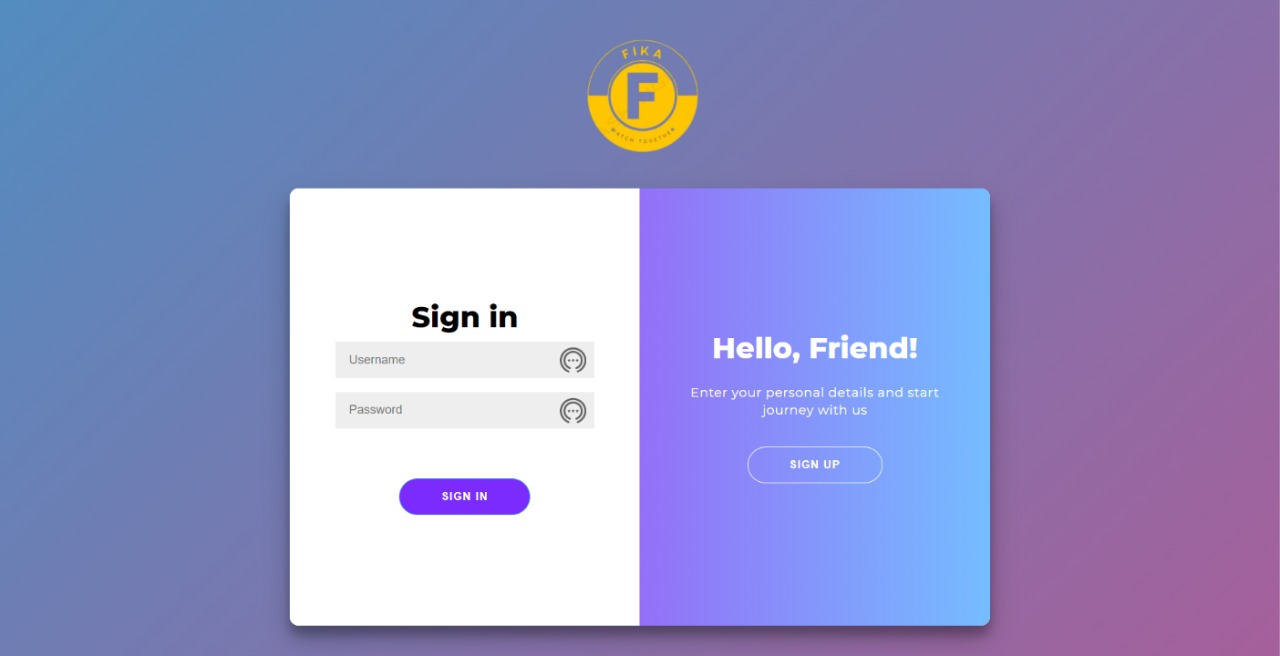 FIKA
F
WATCH TOGETHER
Sign in
Username
Password
SIGN IN
Hello, Friend!
Enter your personal details and start
journey with us
SIGN UP